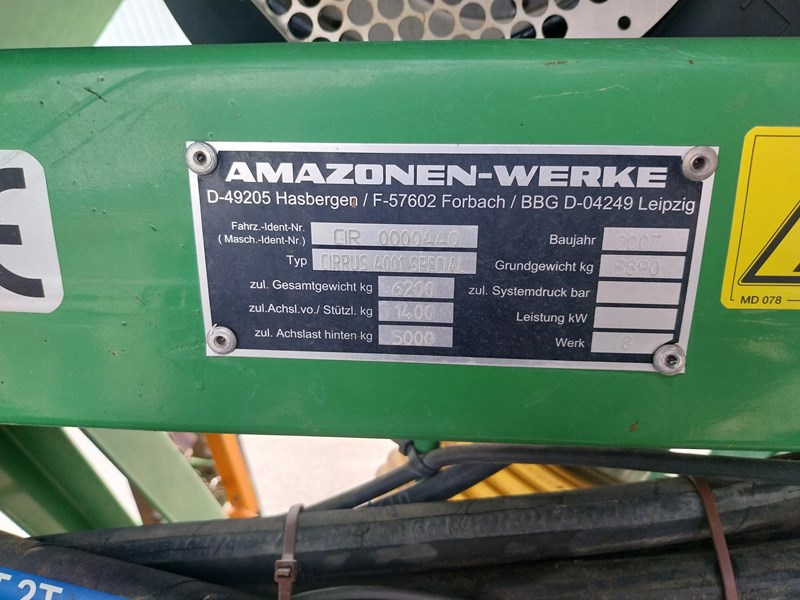 AMAZONEN-WERKE
D-49205 Hasbergen / F-57602 Forbach / BBG D-04249 Leipzig
Fahrz.-Ident-Nr.
( Masch.-Ident-Nr.) CIR 0000440
Baujahr 2007
Typ CIRRUS 4001 SPECIAL
Grundgewicht kg
zul. Gesamtgewicht kg 6200
zul. Systemdruck bar
zul.Achsl.vo./ Stützl. kg 1400
Leistung kW
zul. Achslast hinten kg 5000
Werk
CE
MD 078
2T